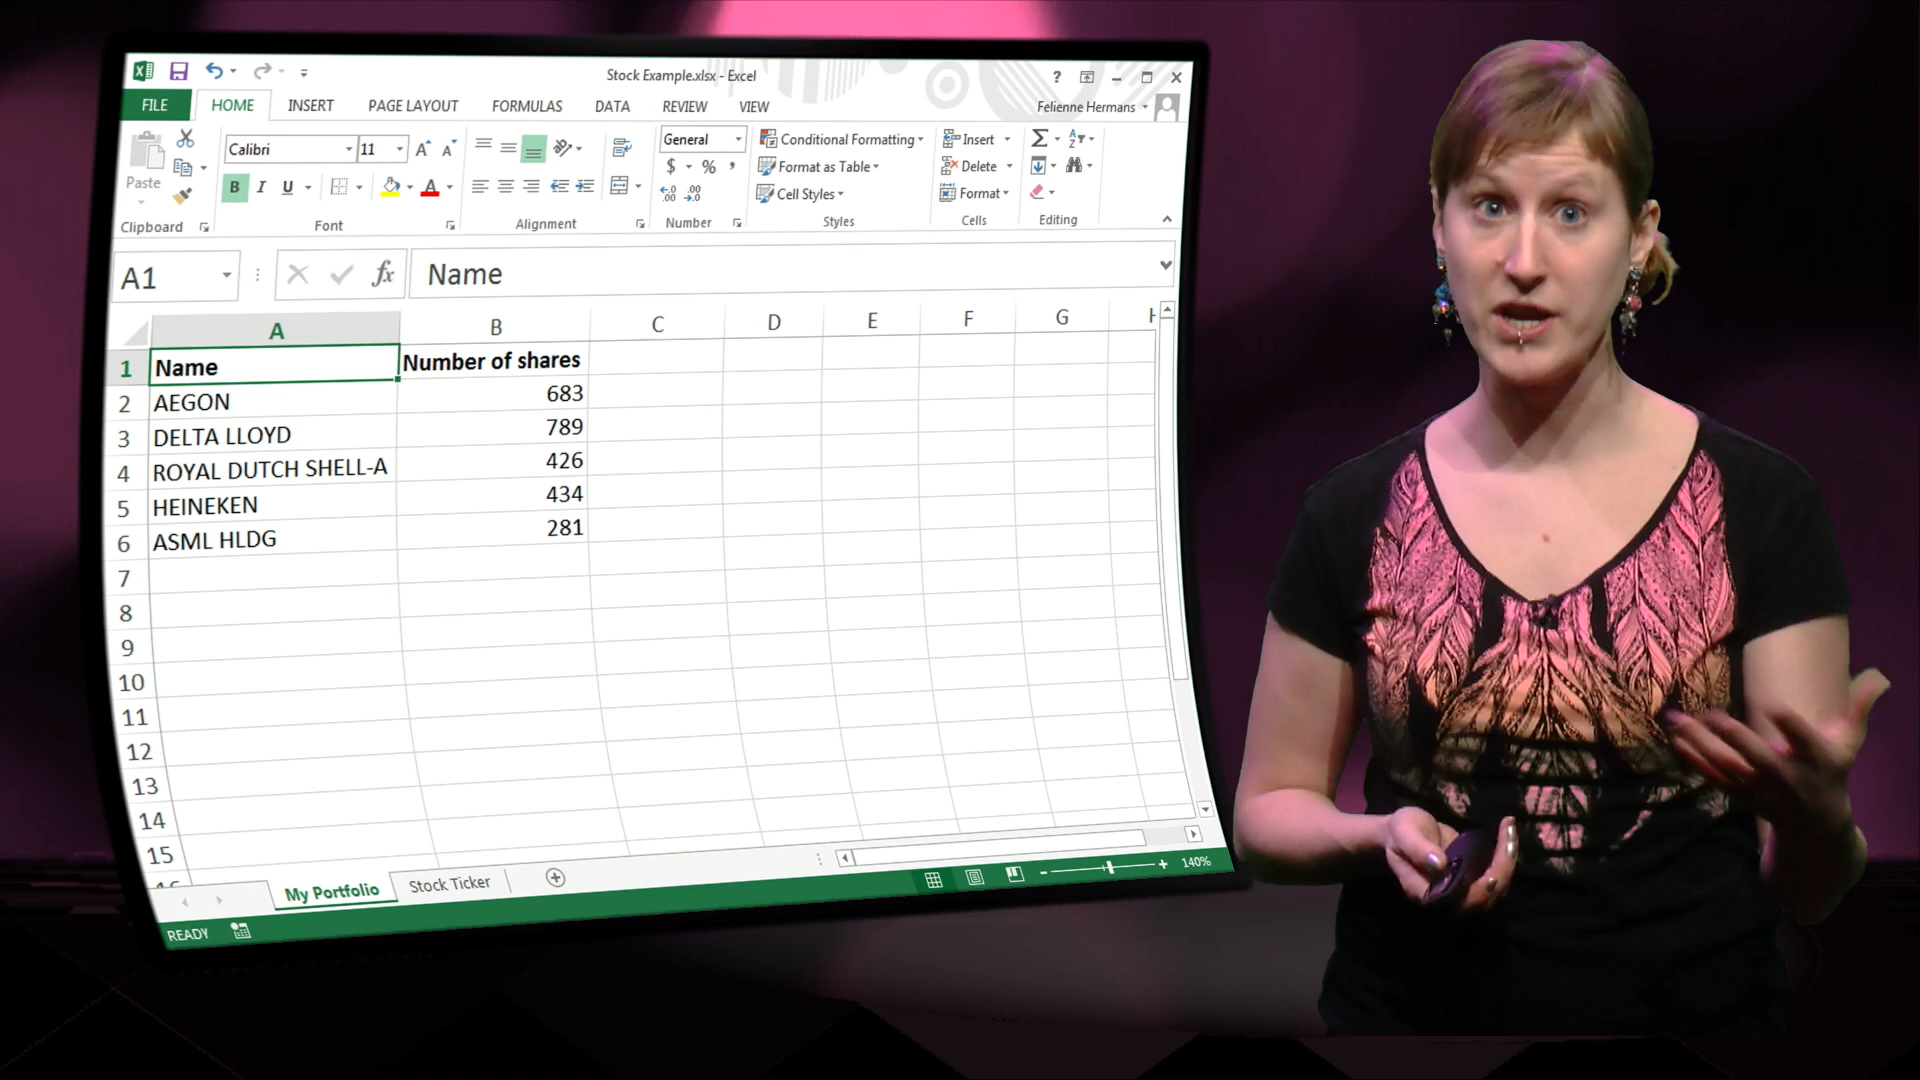 Stock Example.xlsx - Excel
?
FILE HOME INSERT PAGE LAYOUT FORMULAS DATA REVIEW VIEW
Felienne Hermans
Paste
Clipboard
Calibri 11
B I U
Font
Alignment
General
$ %
Number
Conditional Formatting
Format as Table
Cell Styles
Styles
Insert
Delete
Format
Cells
Editing
A1
fx
Name
A B C D E F G H
1 Name Number of shares
2 AEGON 683
3 DELTA LLOYD 789
4 ROYAL DUTCH SHELL-A 426
5 HEINEKEN 434
6 ASML HLDG 281
7
8
9
10
11
12
13
14
15
My Portfolio Stock Ticker
READY
140%